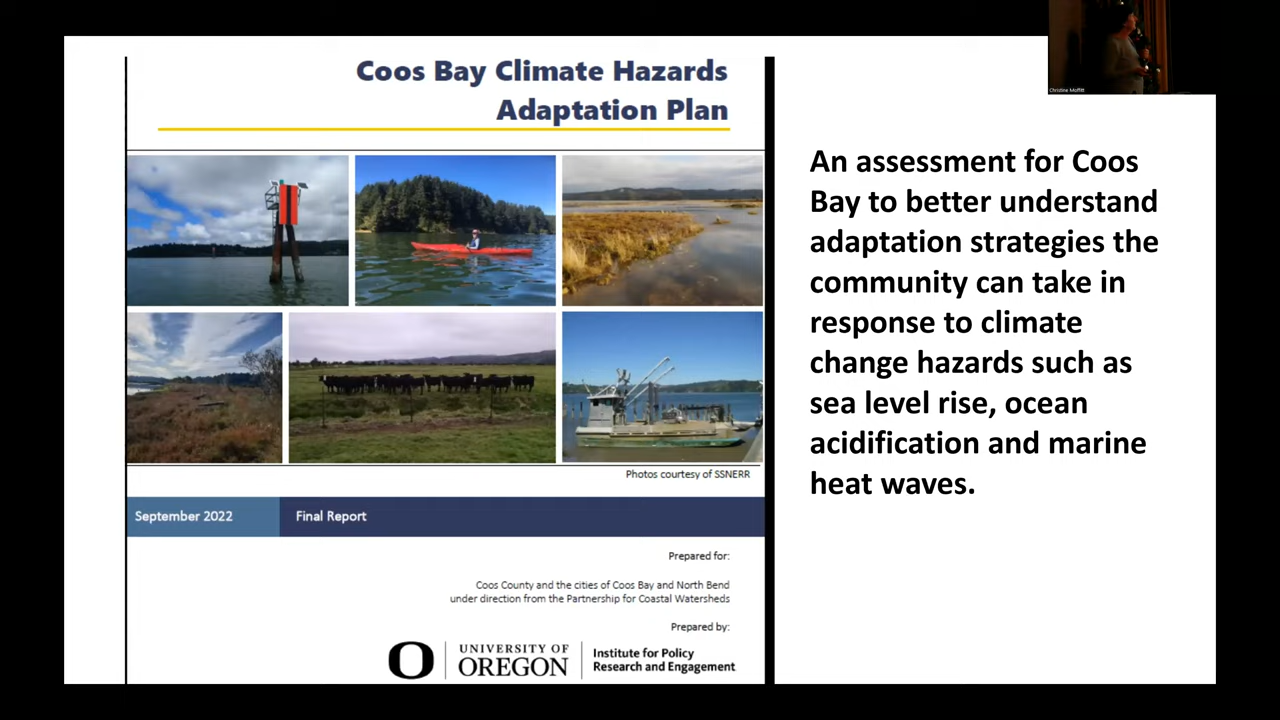 Coos Bay Climate Hazards
Adaptation Plan
Photos courtesy of SSNERR
September 2022 Final Report
Prepared for:
Coos County and the cities of Coos Bay and North Bend
under direction from the Partnership for Coastal Watersheds
Prepared by:
UNIVERSITY OF
OREGON
Institute for Policy
Research and Engagement
An assessment for Coos
Bay to better understand
adaptation strategies the
community can take in
response to climate
change hazards such as
sea level rise, ocean
acidification and marine
heat waves.
Christine Moffitt